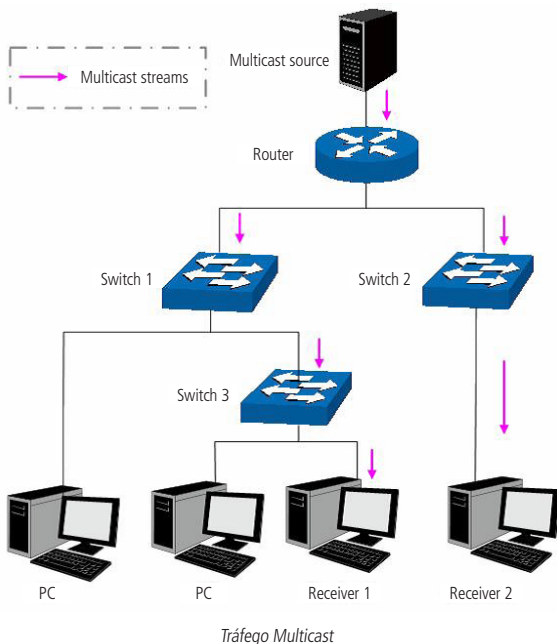 Multicast streams
Multicast source
Router
Switch 1
Switch 2
Switch 3
PC
PC
Receiver 1
Receiver 2
Tráfego Multicast